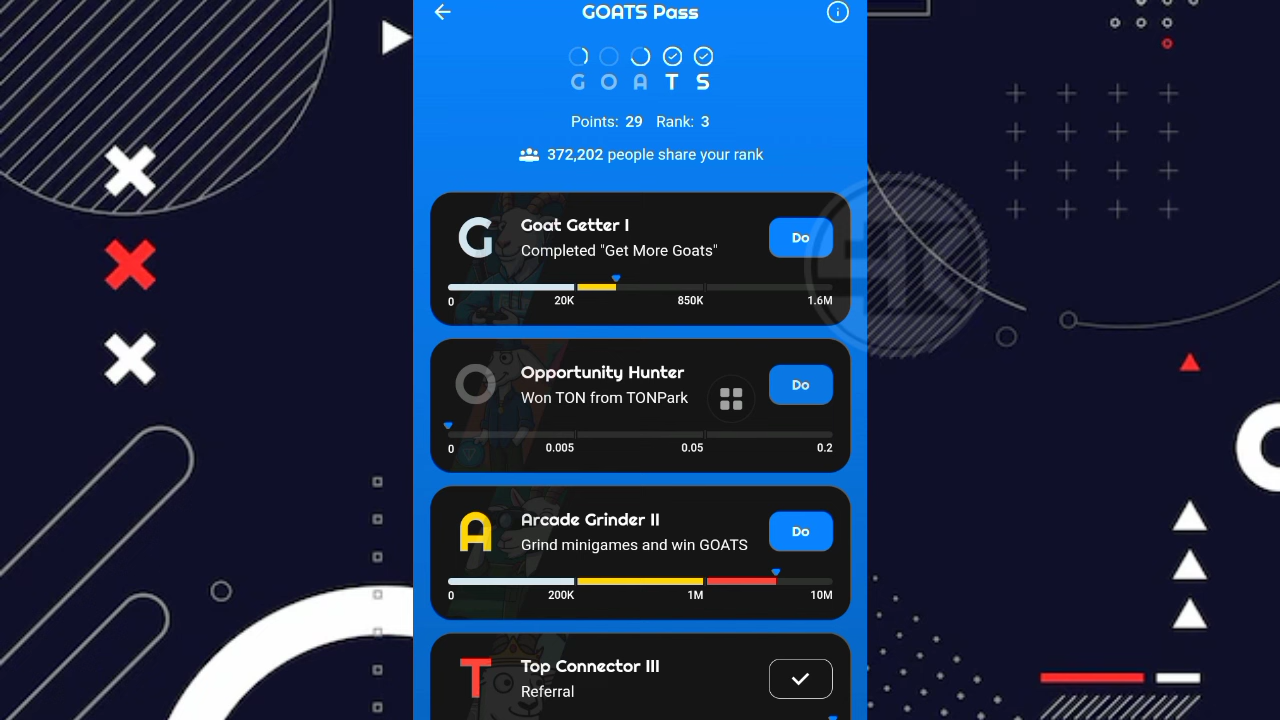 GOATS Pass
G O A T S
Points: 29 Rank: 3
372,202 people share your rank
G
Goat Getter I
Completed "Get More Goats"
Do
0 20K 850K 1.6M
O
Opportunity Hunter
Won TON from TONPark
Do
0 0.005 0.05 0.2
A
Arcade Grinder II
Grind minigames and win GOATS
Do
0 200K 1M 10M
T
Top Connector III
Referral